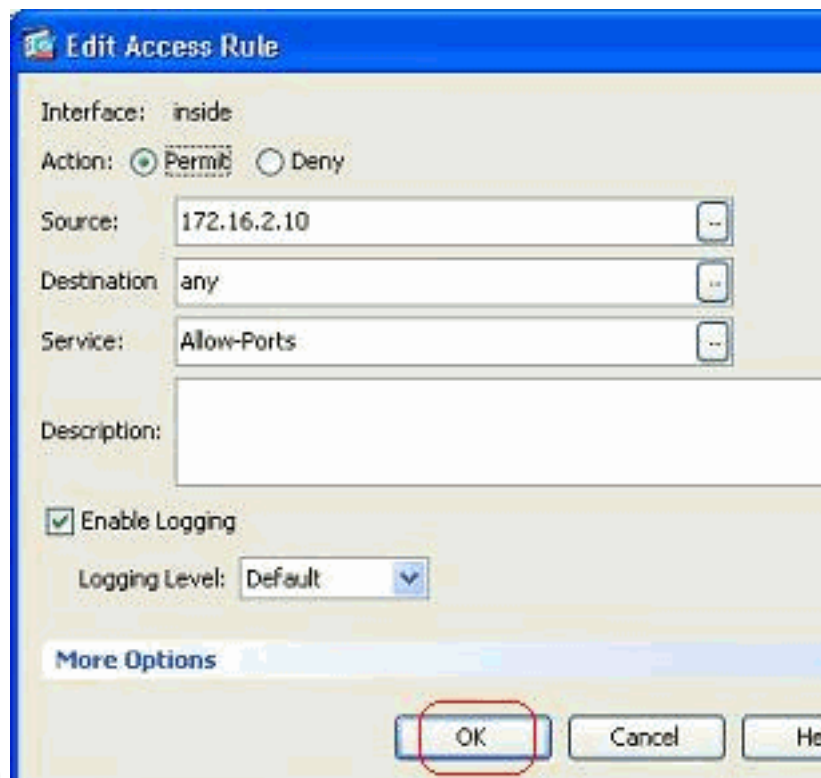 Edit Access Rule
Interface: inside
Action: Permit Deny
Source: 172.16.2.10 ...
Destination any ...
Service: Allow-Ports ...
Description:
Enable Logging
Logging Level: Default
More Options
OK Cancel He